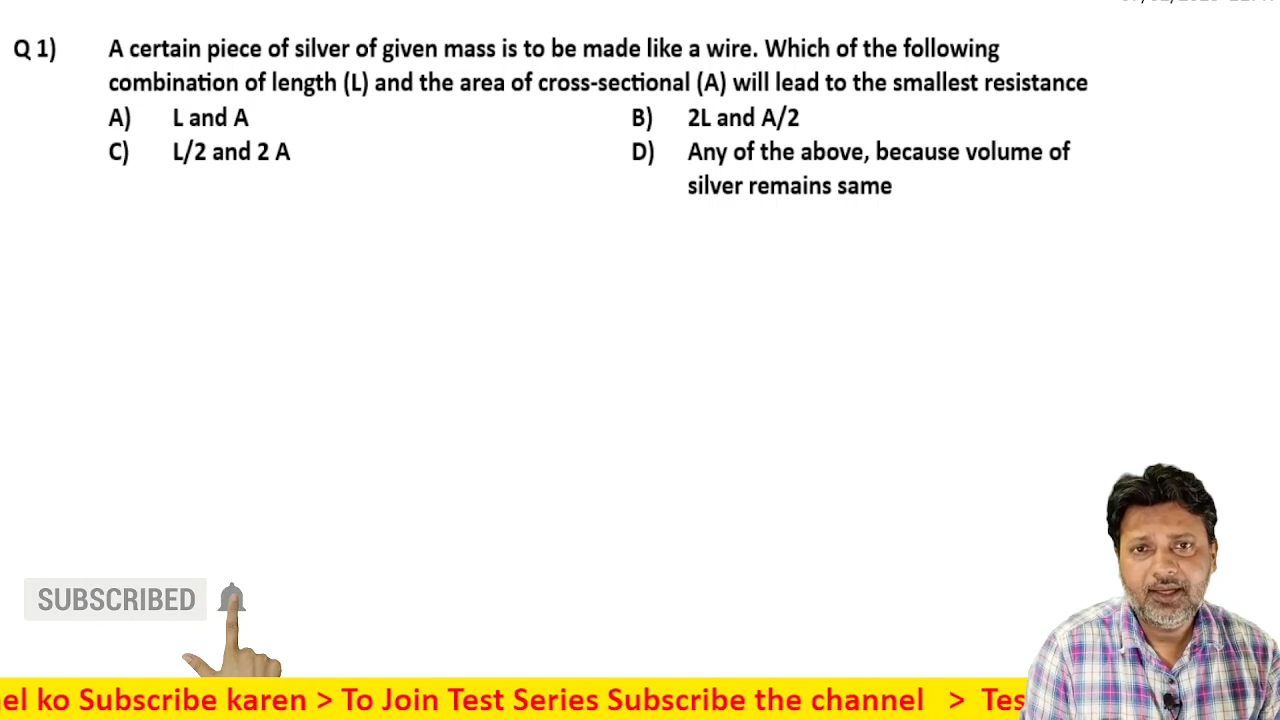 Q 1) A certain piece of silver of given mass is to be made like a wire. Which of the following
combination of length (L) and the area of cross-sectional (A) will lead to the smallest resistance
A) L and A B) 2L and A/2
C) L/2 and 2 A D) Any of the above, because volume of
silver remains same
SUBSCRIBED
el ko Subscribe karen > To Join Test Series Subscribe the channel > Tes